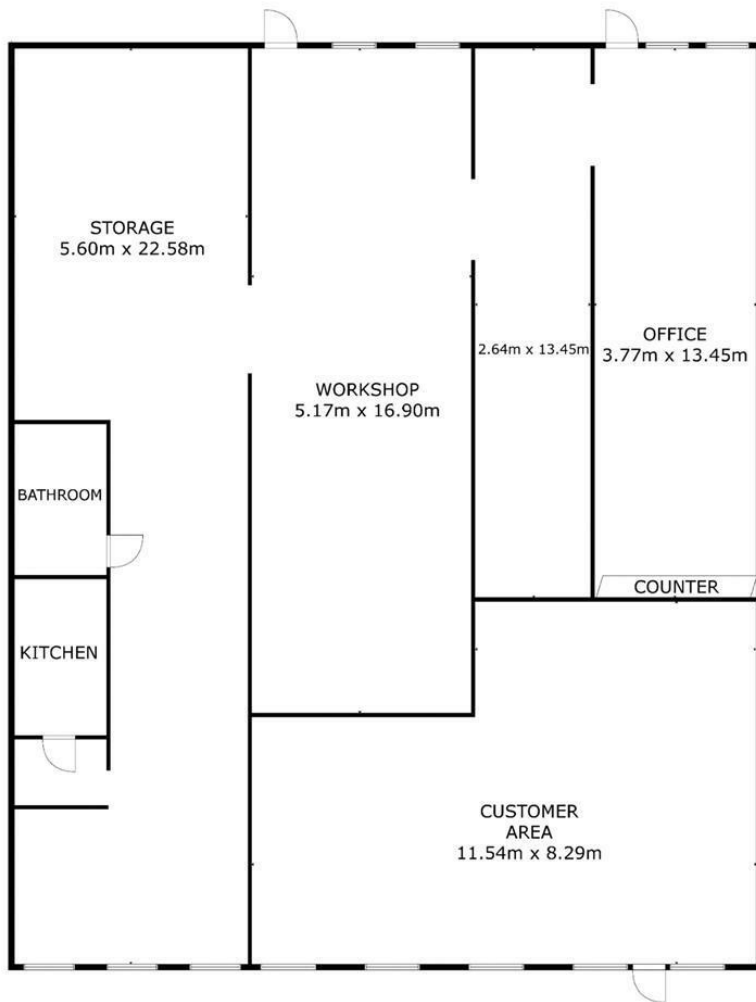 STORAGE
5.60m x 22.58m
OFFICE
3.77m x 13.45m
2.64m x 13.45m
WORKSHOP
5.17m x 16.90m
BATHROOM
COUNTER
KITCHEN
CUSTOMER
AREA
11.54m x 8.29m